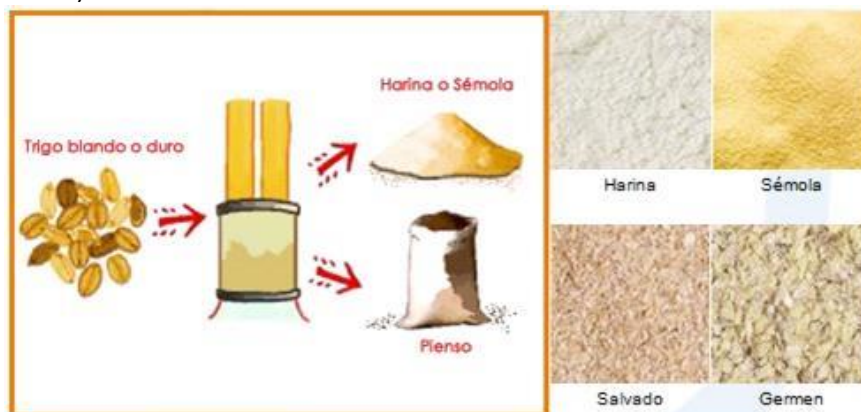 Harina o Sémola
Trigo blando o duro
Pienso
Harina
Sémola
Salvado
Germen